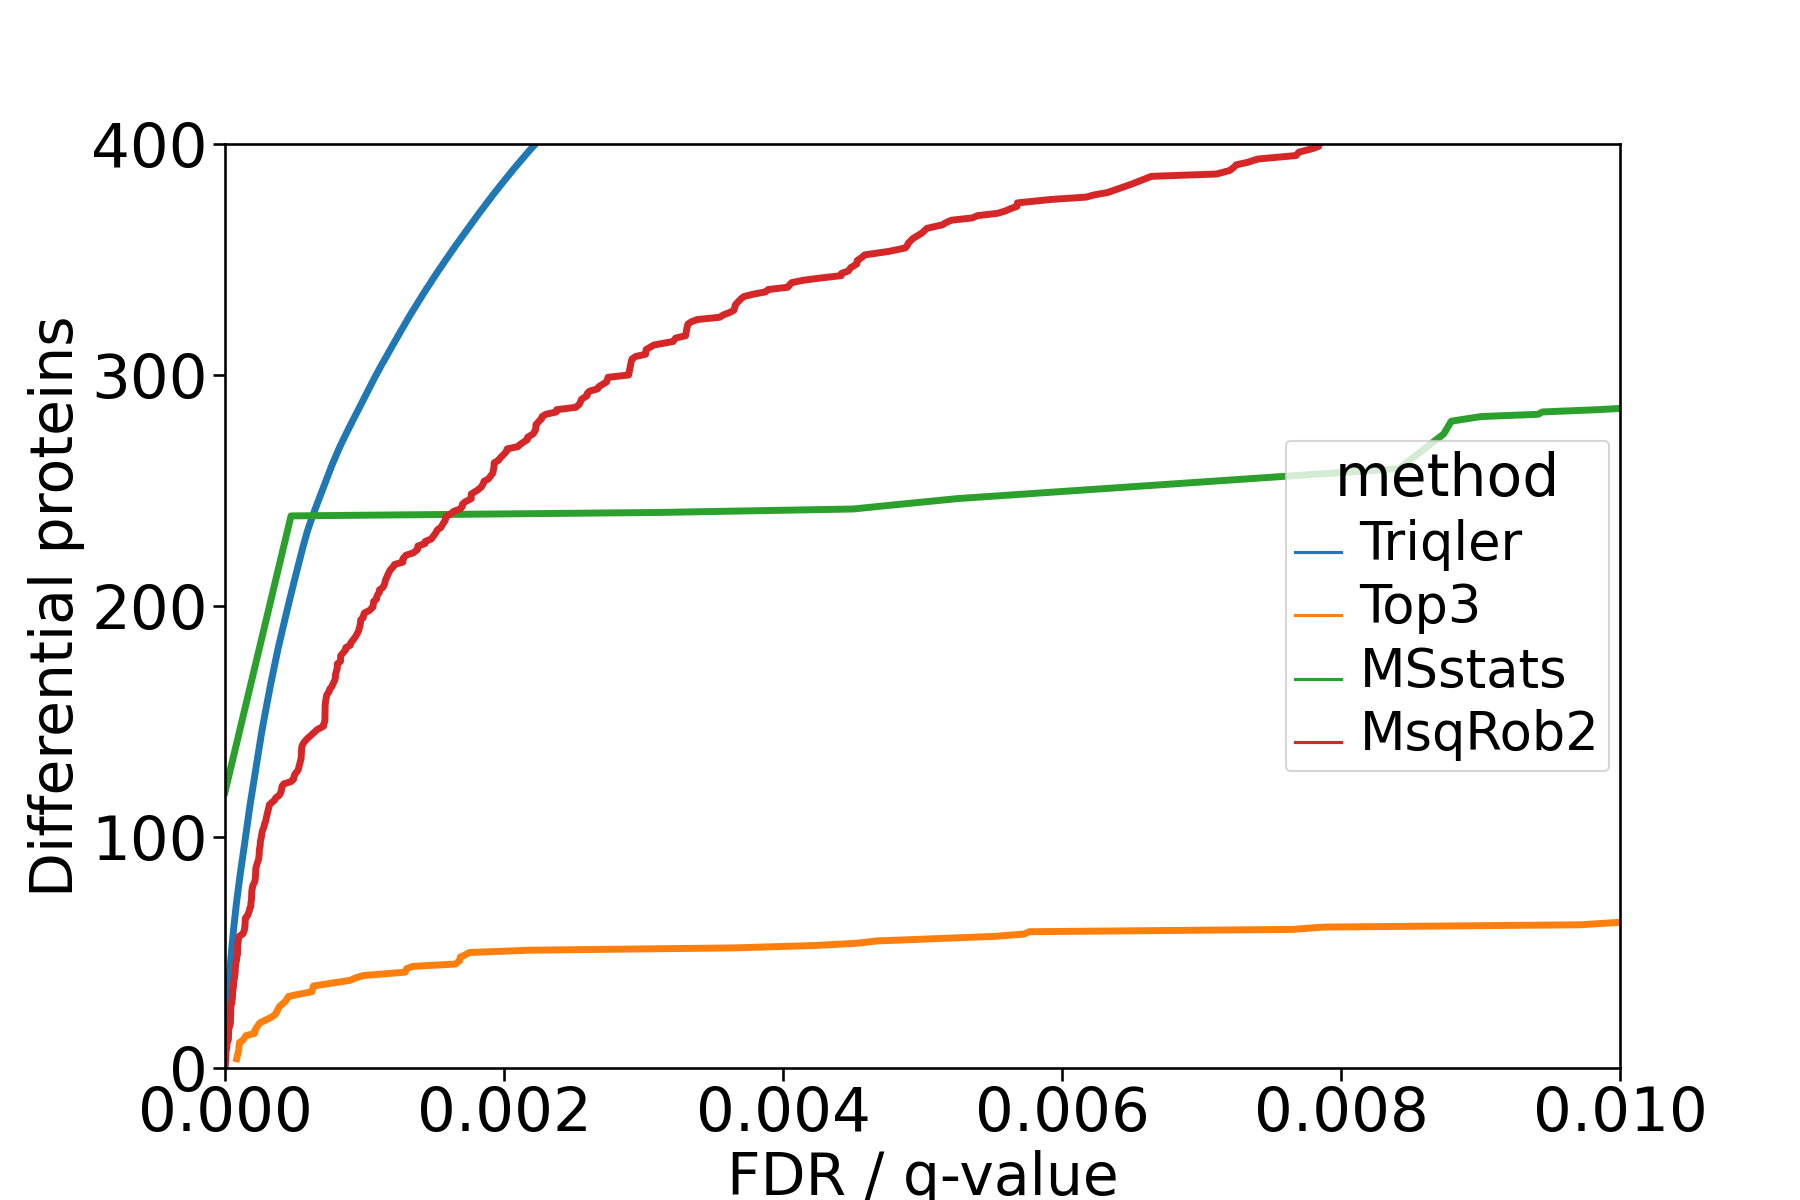 Differential proteins
400
300
200
100
0
0.000 0.002 0.004 0.006 0.008 0.010
FDR / q-value
method
Triqler
Top3
MSstats
MsqRob2